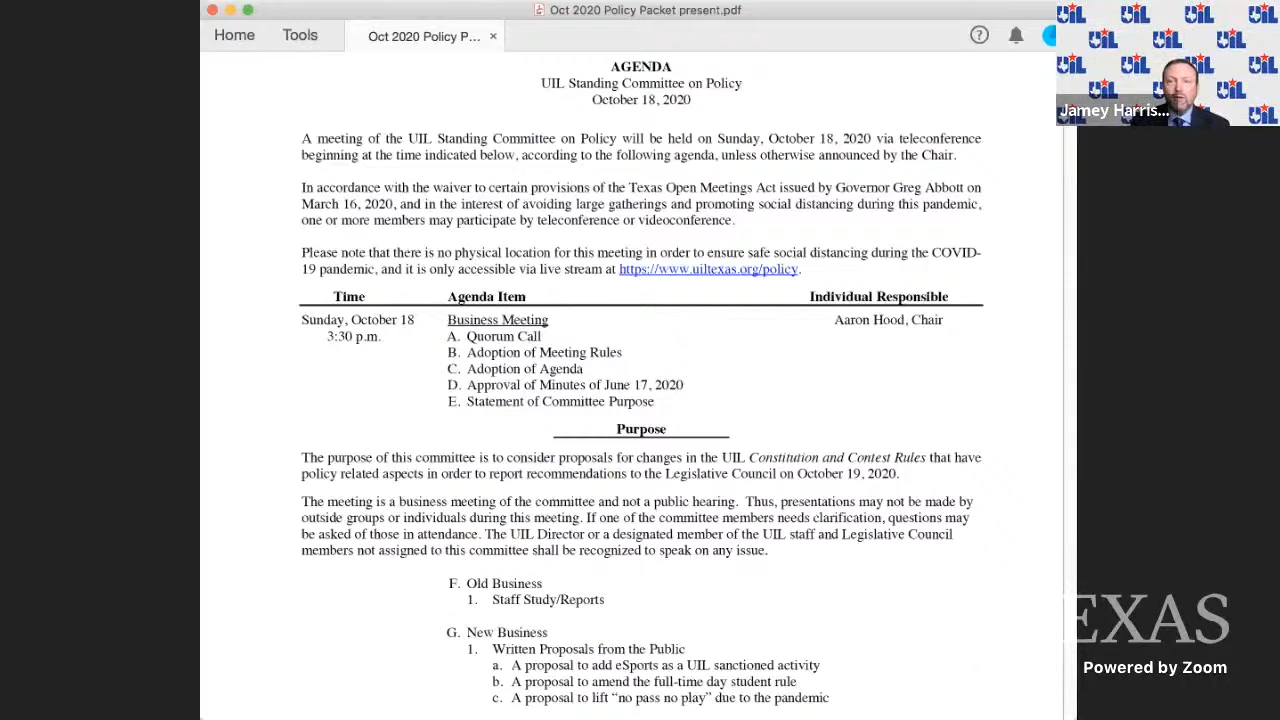 Oct 2020 Policy Packet present.pdf
Home
Tools
Oct 2020 Policy P... ×
?
UIL UIL UIL UIL
UIL UIL UIL
UIL UIL
UIL UIL UIL
UIL UIL
Jamey Harris...
AGENDA
UIL Standing Committee on Policy
October 18, 2020
A meeting of the UIL Standing Committee on Policy will be held on Sunday, October 18, 2020 via teleconference
beginning at the time indicated below, according to the following agenda, unless otherwise announced by the Chair.
In accordance with the waiver to certain provisions of the Texas Open Meetings Act issued by Governor Greg Abbott on
March 16, 2020, and in the interest of avoiding large gatherings and promoting social distancing during this pandemic,
one or more members may participate by teleconference or videoconference.
Please note that there is no physical location for this meeting in order to ensure safe social distancing during the COVID-
19 pandemic, and it is only accessible via live stream at https://www.uiltexas.org/policy.
Time Agenda Item Individual Responsible
Sunday, October 18 Business Meeting Aaron Hood, Chair
3:30 p.m. A. Quorum Call
B. Adoption of Meeting Rules
C. Adoption of Agenda
D. Approval of Minutes of June 17, 2020
E. Statement of Committee Purpose
Purpose
The purpose of this committee is to consider proposals for changes in the UIL Constitution and Contest Rules that have
policy related aspects in order to report recommendations to the Legislative Council on October 19, 2020.
The meeting is a business meeting of the committee and not a public hearing. Thus, presentations may not be made by
outside groups or individuals during this meeting. If one of the committee members needs clarification, questions may
be asked of those in attendance. The UIL Director or a designated member of the UIL staff and Legislative Council
members not assigned to this committee shall be recognized to speak on any issue.
F. Old Business
1. Staff Study/Reports
G. New Business
1. Written Proposals from the Public
a. A proposal to add eSports as a UIL sanctioned activity
b. A proposal to amend the full-time day student rule
c. A proposal to lift “no pass no play” due to the pandemic
EXAS
Powered by Zoom